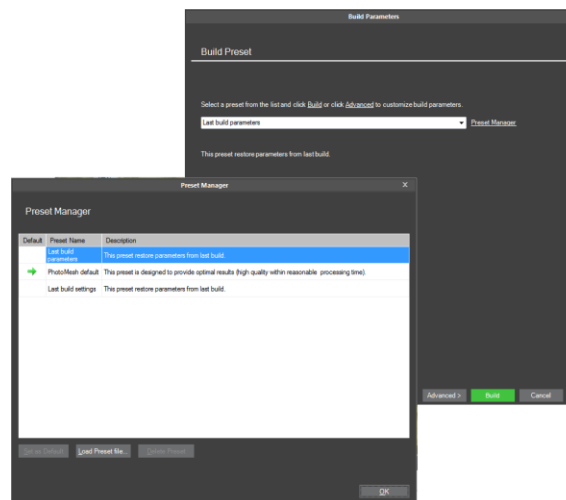 Build Parameters
Build Preset
Select a preset from the list and click Build or click Advanced to customize build parameters.
Last build parameters
Preset Manager
This preset restore parameters from last build.
Preset Manager
X
Preset Manager
Default Preset Name Description
Last build
parameters
This preset restore parameters from last build.
PhotoMesh default This preset is designed to provide optimal results (high quality within reasonable processing time).
Last build settings This preset restore parameters from last build.
Advanced > Build Cancel
Set as Default Load Preset file... Delete Preset
OK